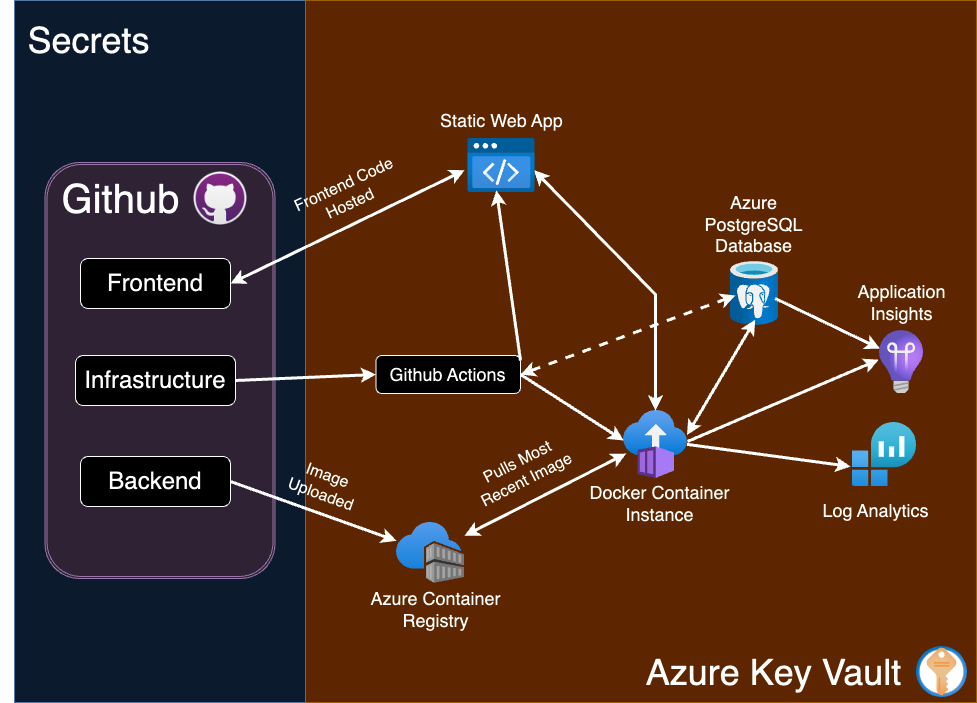 Secrets
Github
Frontend
Infrastructure
Backend
Frontend Code
Hosted
Image
Uploaded
Static Web App
Github Actions
Pulls Most
Recent Image
Azure Container
Registry
Docker Container
Instance
Azure
PostgreSQL
Database
Application
Insights
Log Analytics
Azure Key Vault